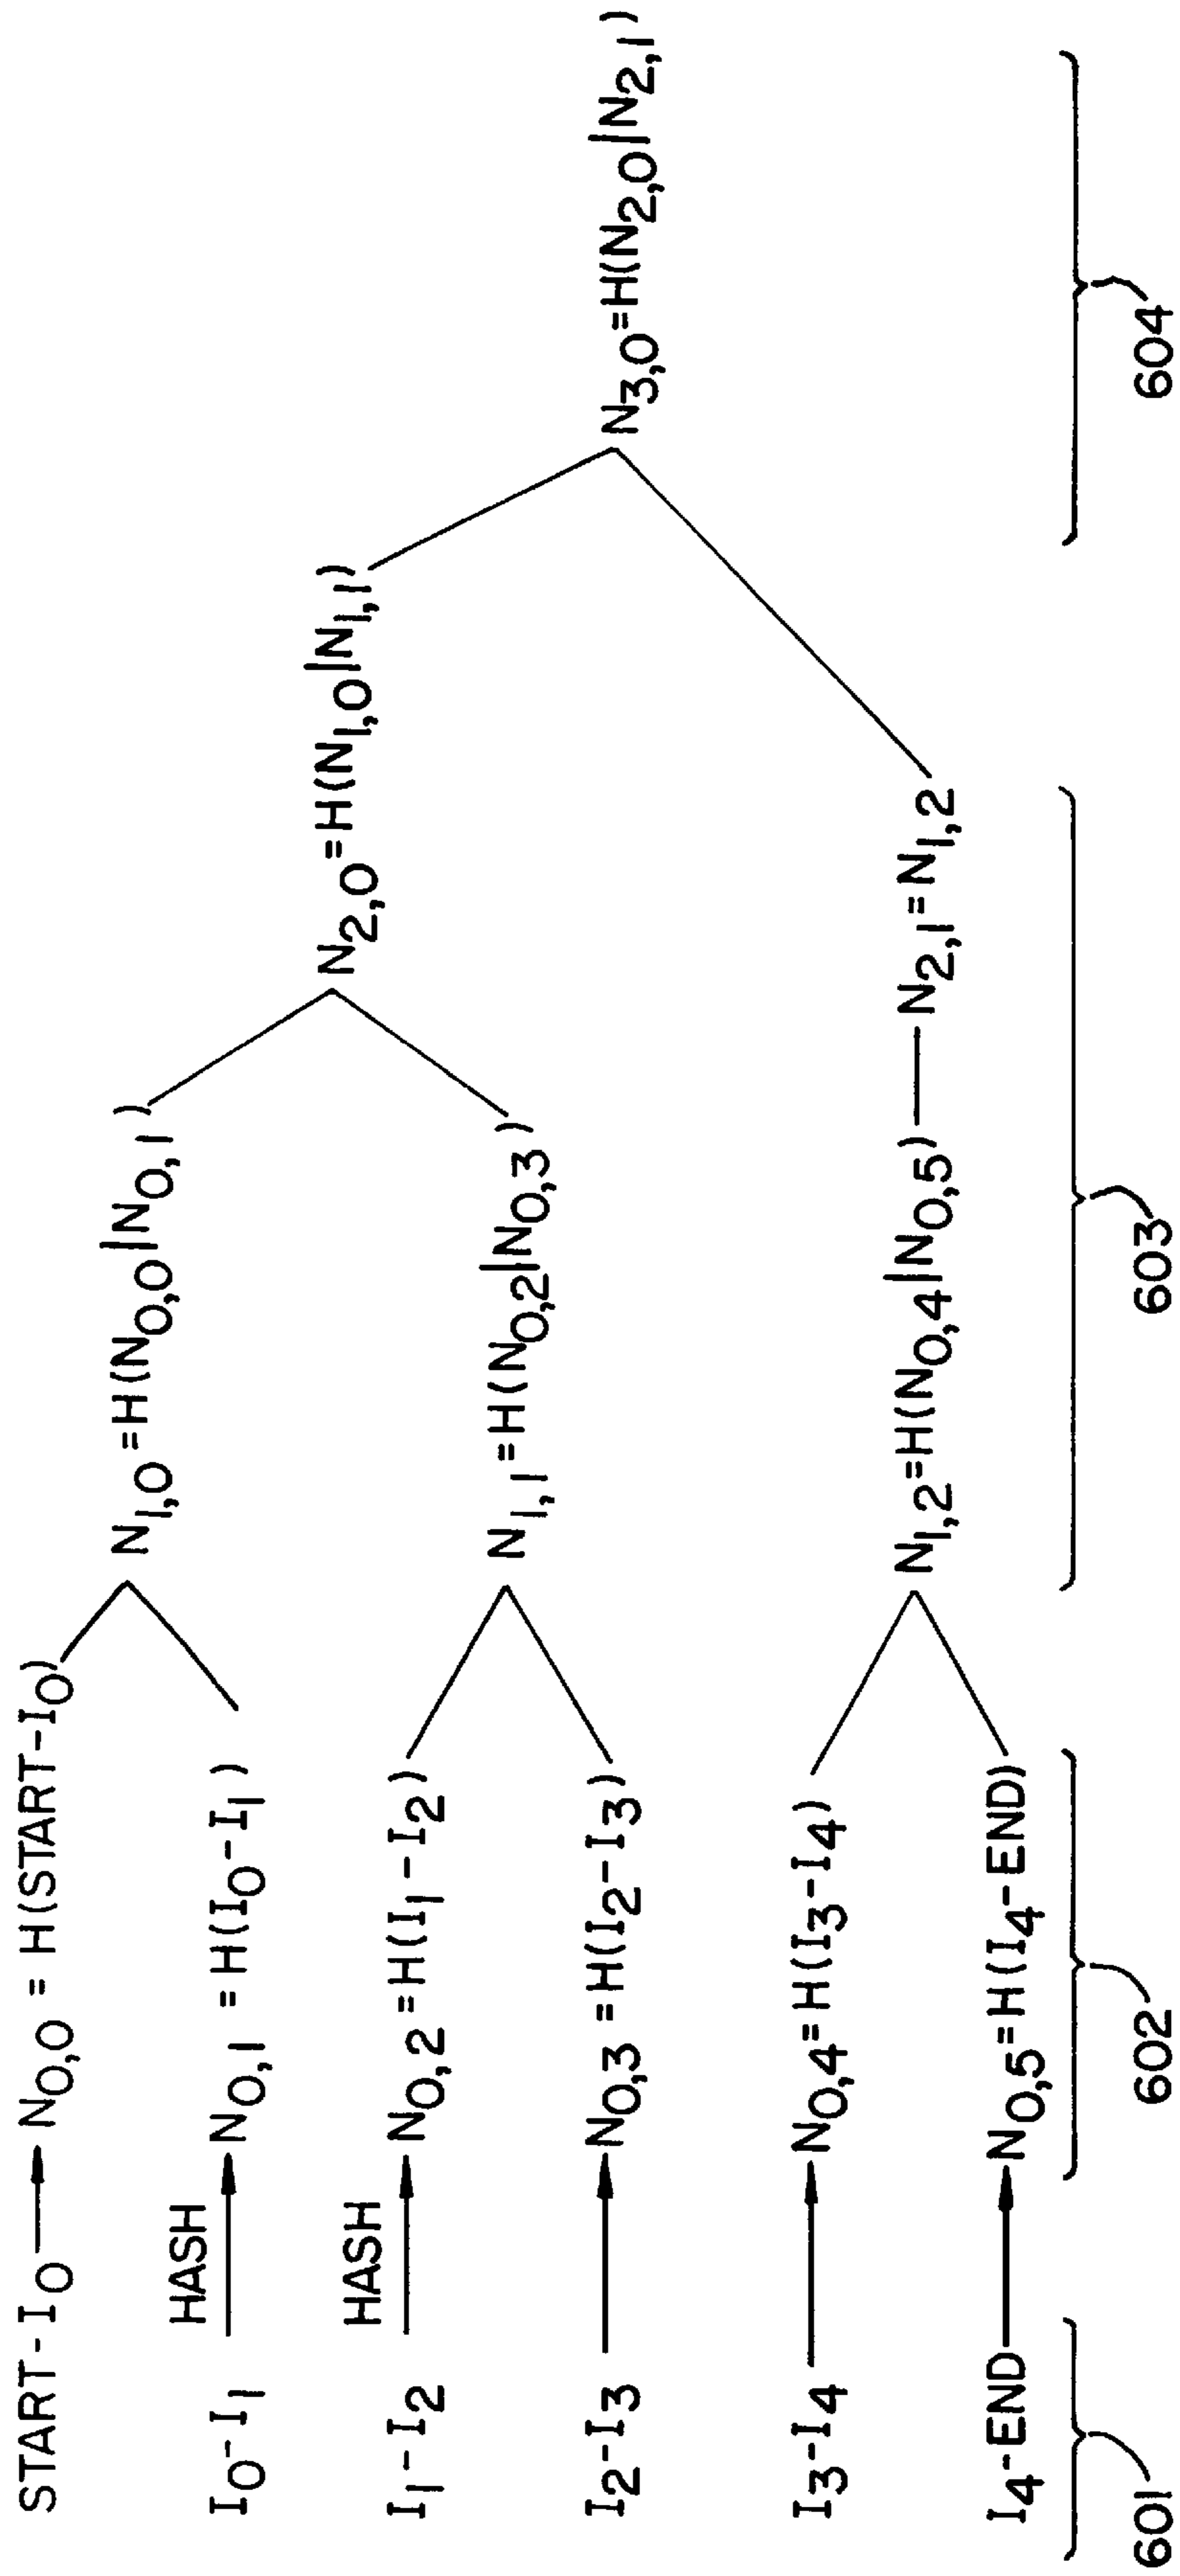 START-I0 → N0,0 = H(START-I0)
N1,0 = H(N0,0|N0,1)
HASH
I0-I1 → N0,1 = H(I0-I1)
N2,0 = H(N1,0|N1,1)
HASH
I1-I2 → N0,2 = H(I1-I2)
N1,1 = H(N0,2|N0,3)
I2-I3 → N0,3 = H(I2-I3)
N3,0 = H(N2,0|N2,1)
I3-I4 → N0,4 = H(I3-I4)
N1,2 = H(N0,4|N0,5) — N2,1 = N1,2
I4-END → N0,5 = H(I4-END)
601 602 603 604